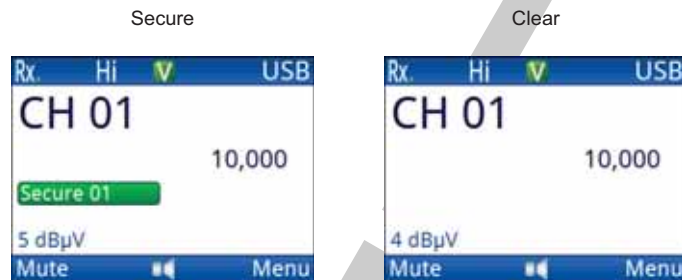 Secure
Clear
Rx. Hi V USB
CH 01
10,000
Secure 01
5 dBµV
Mute Menu
Rx. Hi V USB
CH 01
10,000
4 dBµV
Mute Menu